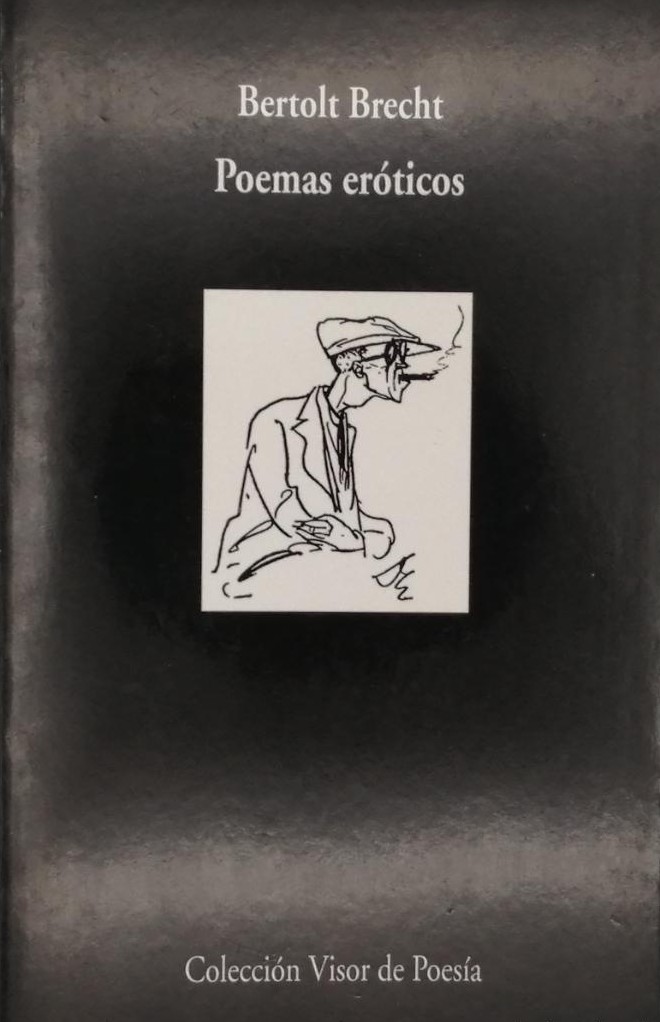 Bertolt Brecht
Poemas eróticos
Colección Visor de Poesía